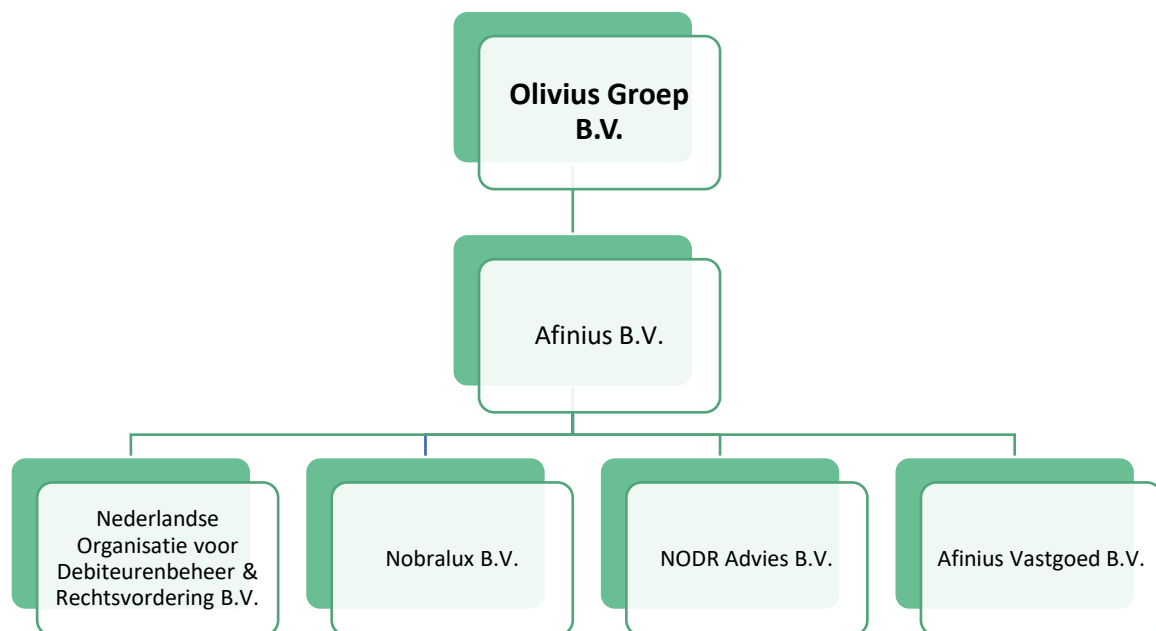 Olivius Groep
B.V.
Afinius B.V.
Nederlandse
Organisatie voor
Debiteurenbeheer &
Rechtsvordering B.V.
Nobralux B.V.
NODR Advies B.V.
Afinius Vastgoed B.V.